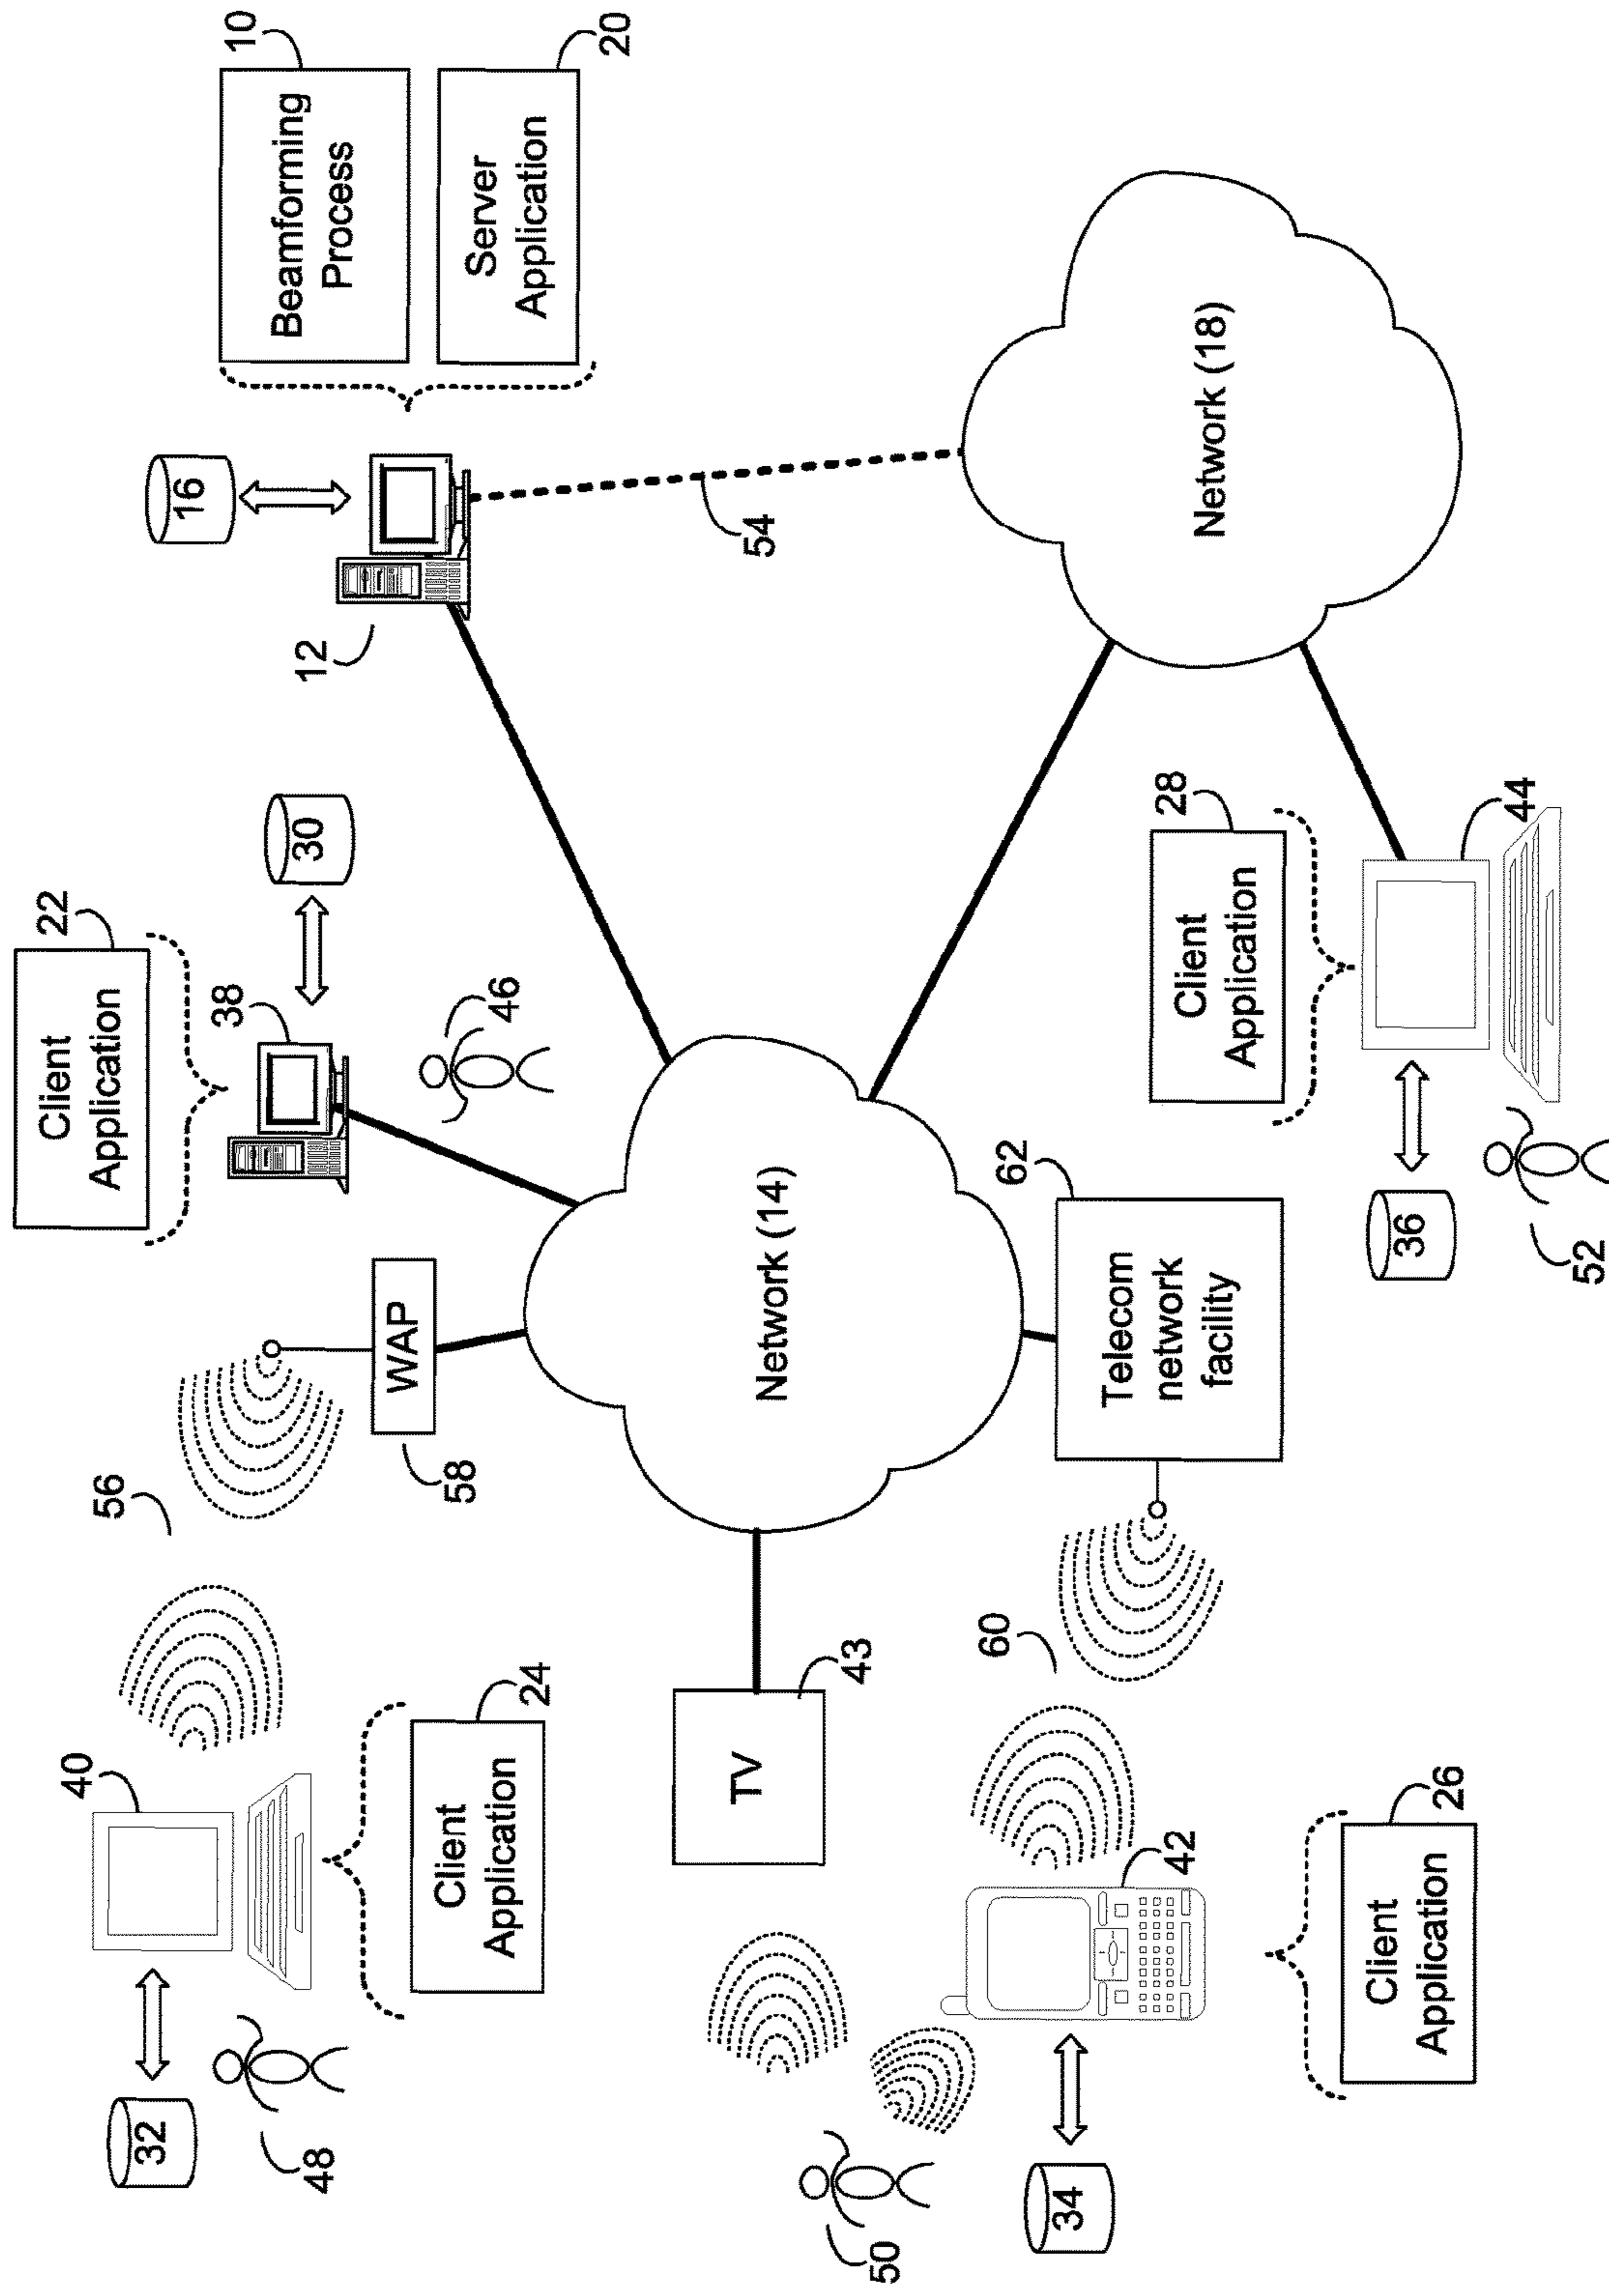 22
Client
Application
40
56
32
16
10
Beamforming
Process
38
30
48
12
58
WAP
24
Client
Application
46
20
Server
Application
TV
43
Network (14)
54
50
60
62
Telecom
network
facility
34
42
28
Client
Application
Network (18)
26
Client
Application
36
44
52